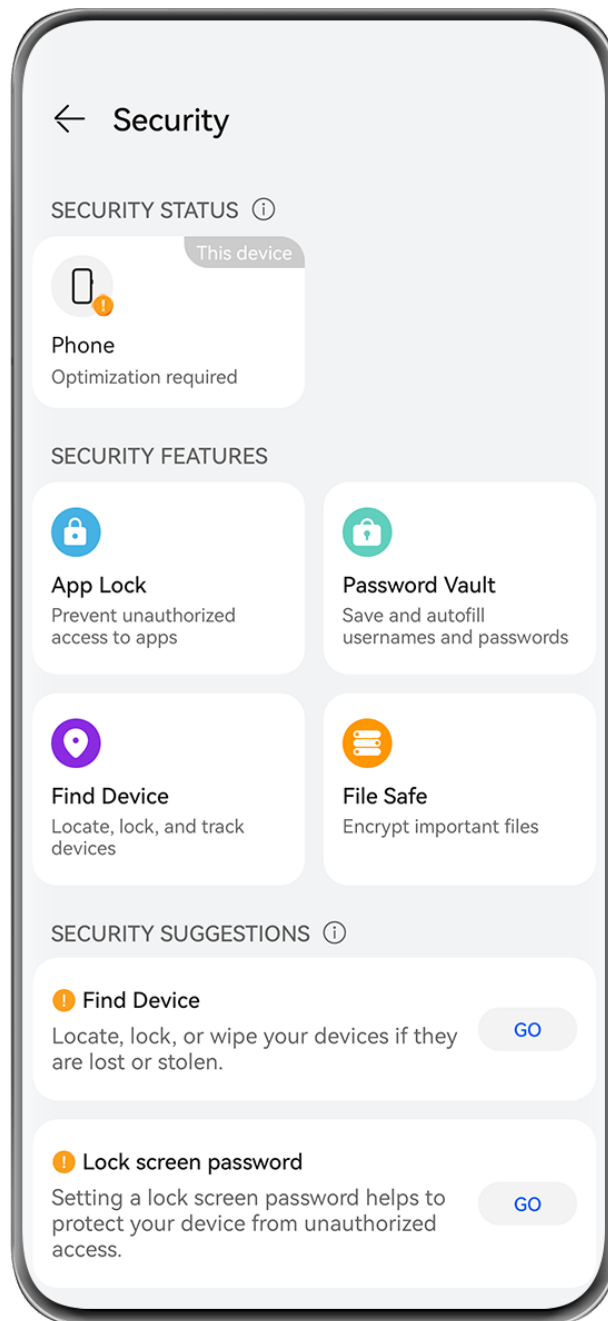 Security
SECURITY STATUS
This device
Phone
Optimization required
SECURITY FEATURES
App Lock
Prevent unauthorized
access to apps
Password Vault
Save and autofill
usernames and passwords
Find Device
Locate, lock, and track
devices
File Safe
Encrypt important files
SECURITY SUGGESTIONS
Find Device
Locate, lock, or wipe your devices if they
are lost or stolen.
GO
Lock screen password
Setting a lock screen password helps to
protect your device from unauthorized
access.
GO